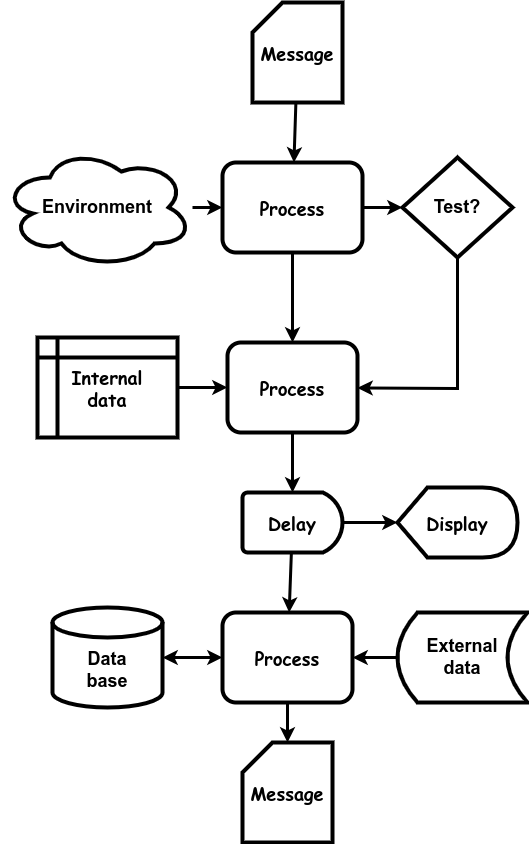 Message
Environment
Process
Test?
Internal
data
Process
Delay
Display
Data
base
Process
External
data
Message